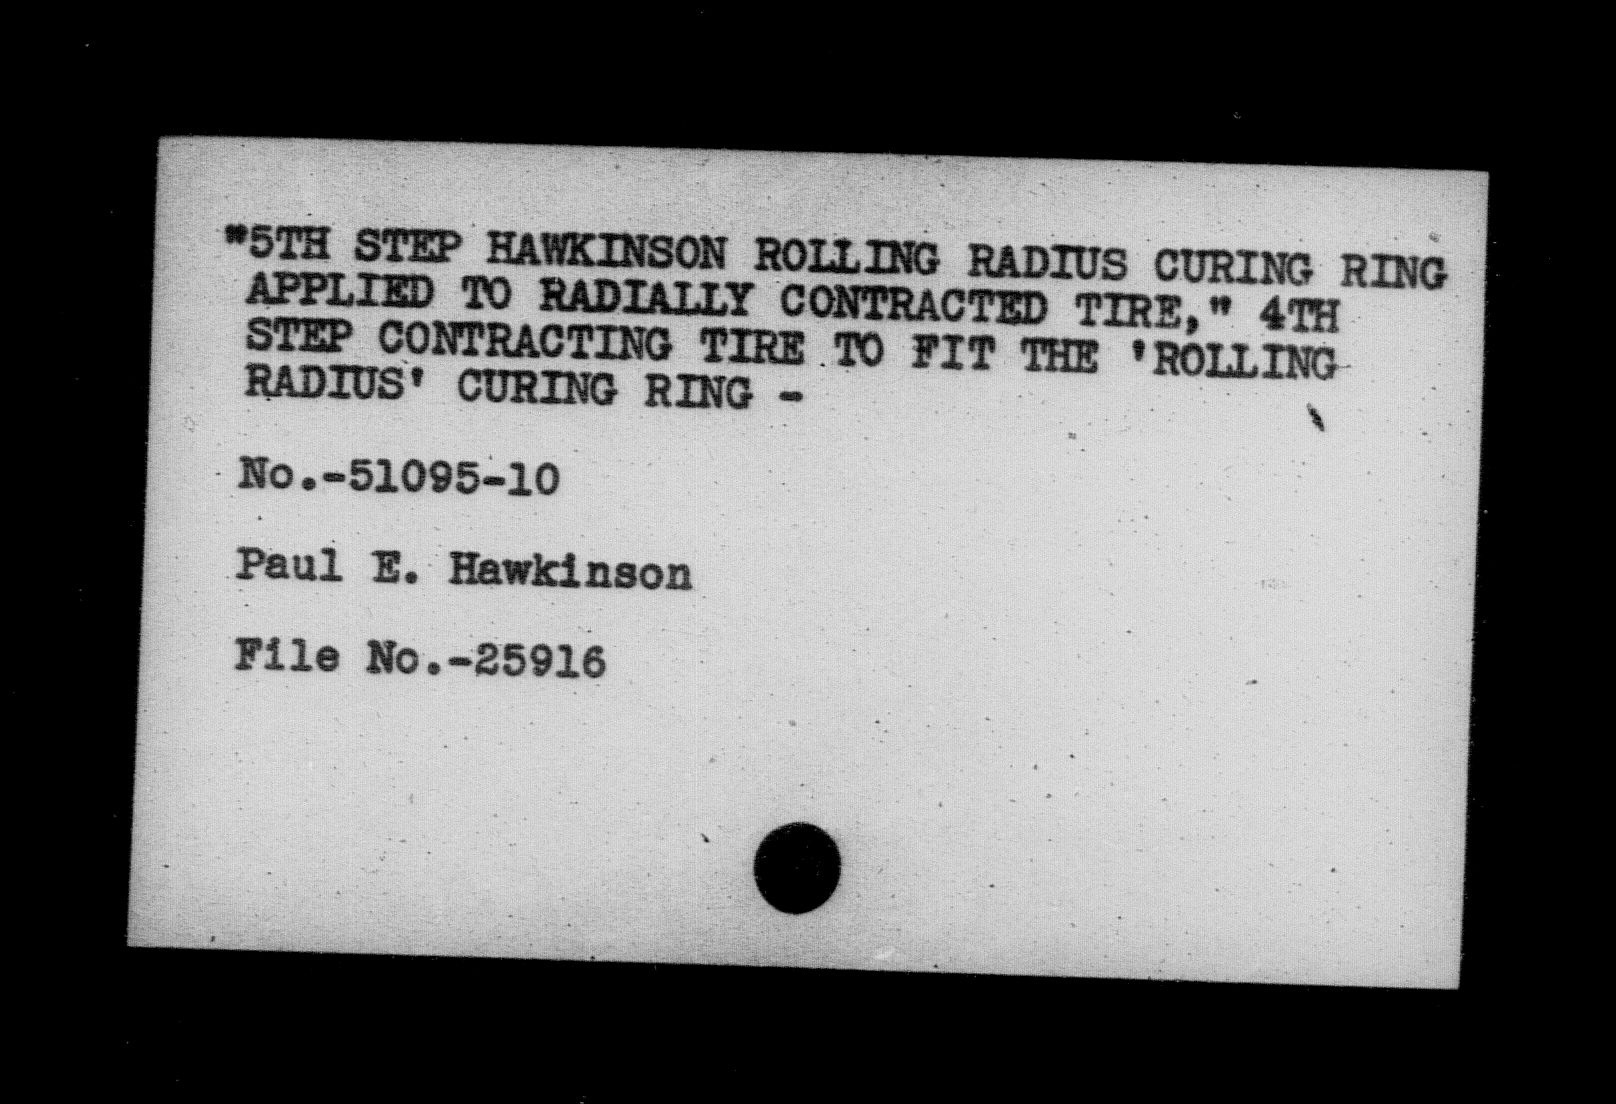 "5TH STEP HAWKINSON ROLLING RADIUS CURING RING
APPLIED TO RADIALLY CONTRACTED TIRE," 4TH
STEP CONTRACTING TIRE TO FIT THE 'ROLLING
RADIUS' CURING RING -
No.-51095-10
Paul E. Hawkinson
File No.-25916